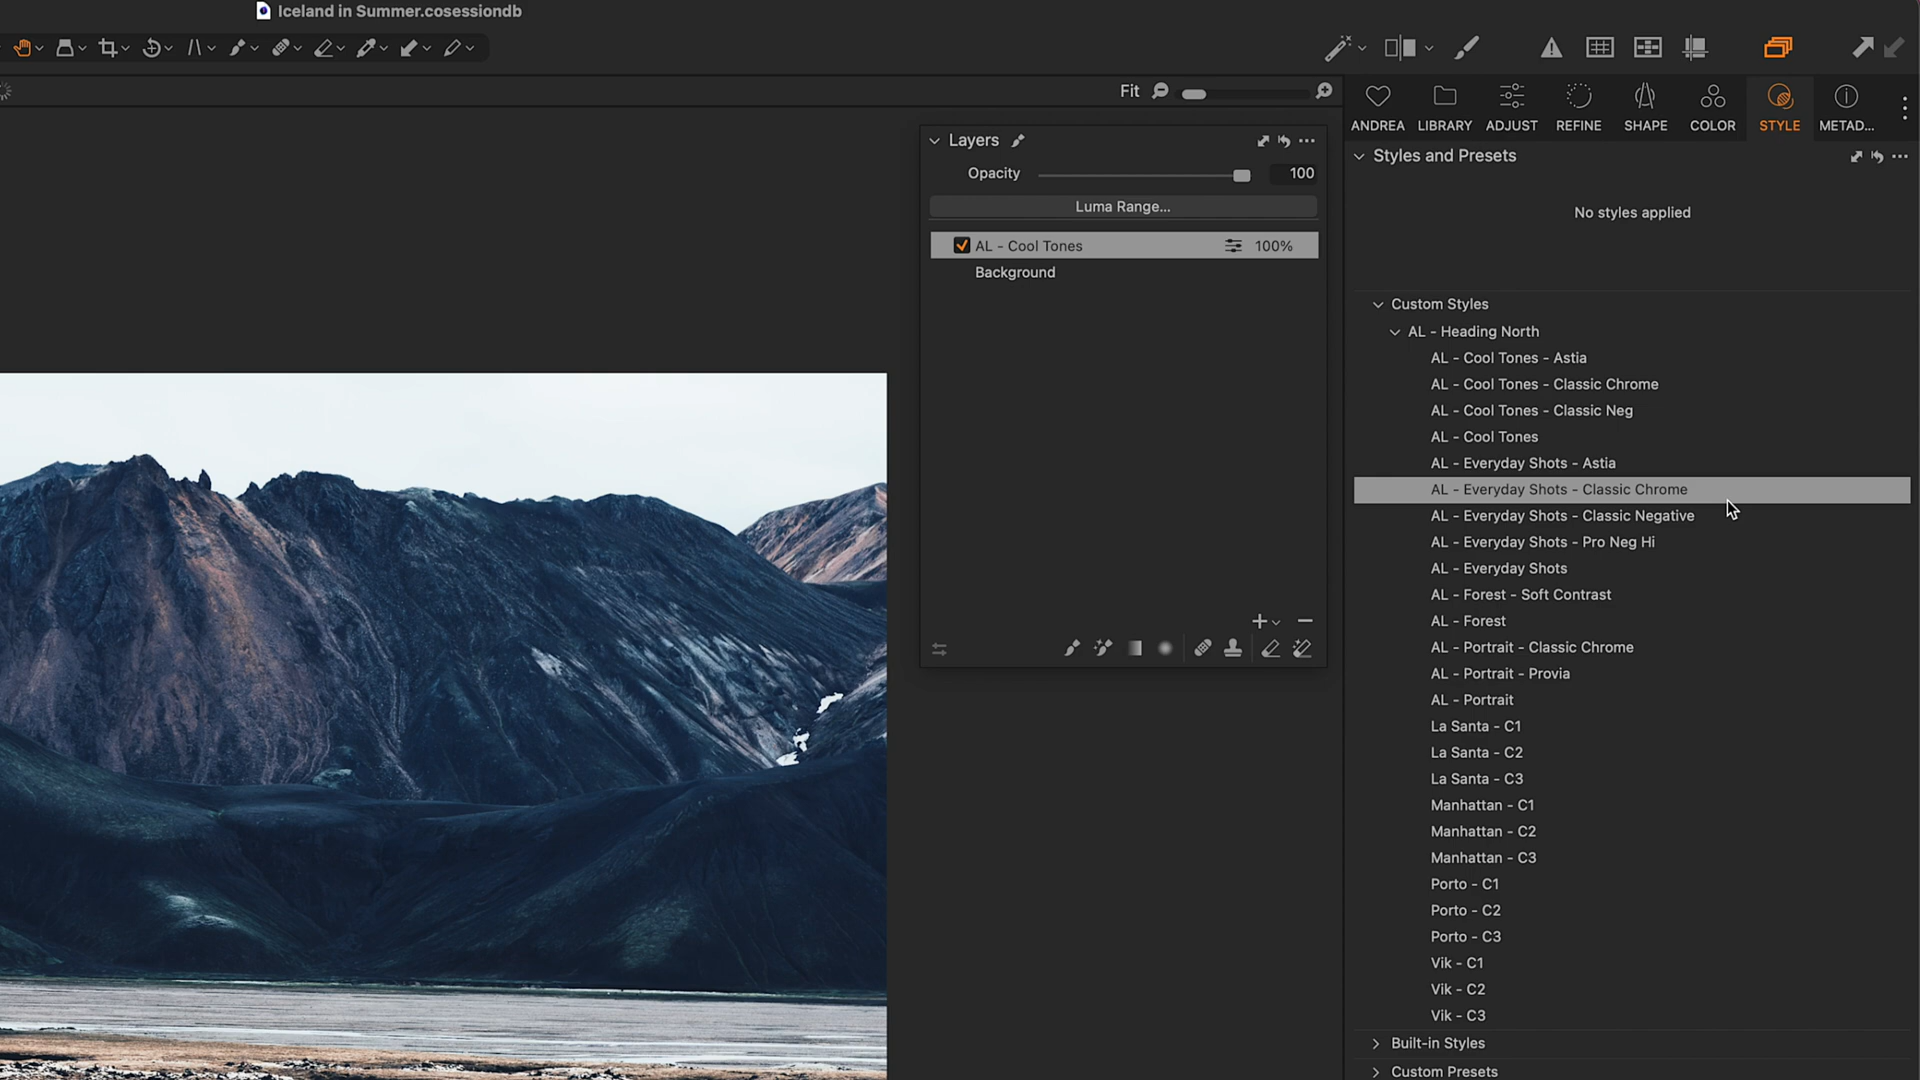 Iceland in Summer.cosessiondb
Fit
ANDREA LIBRARY ADJUST REFINE SHAPE COLOR STYLE METAD...
Layers
Opacity 100
Luma Range...
AL - Cool Tones 100%
Background
Styles and Presets
No styles applied
Custom Styles
AL - Heading North
AL - Cool Tones - Astia
AL - Cool Tones - Classic Chrome
AL - Cool Tones - Classic Neg
AL - Cool Tones
AL - Everyday Shots - Astia
AL - Everyday Shots - Classic Chrome
AL - Everyday Shots - Classic Negative
AL - Everyday Shots - Pro Neg Hi
AL - Everyday Shots
AL - Forest - Soft Contrast
AL - Forest
AL - Portrait - Classic Chrome
AL - Portrait - Provia
AL - Portrait
La Santa - C1
La Santa - C2
La Santa - C3
Manhattan - C1
Manhattan - C2
Manhattan - C3
Porto - C1
Porto - C2
Porto - C3
Vik - C1
Vik - C2
Vik - C3
Built-in Styles
Custom Presets